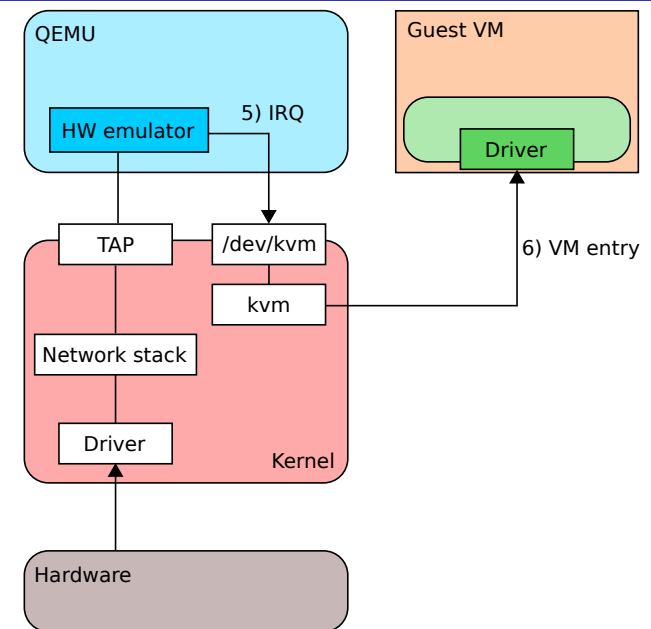 QEMU
Guest VM
5) IRQ
HW emulator
Driver
TAP
/dev/kvm
6) VM entry
kvm
Network stack
Driver
Kernel
Hardware